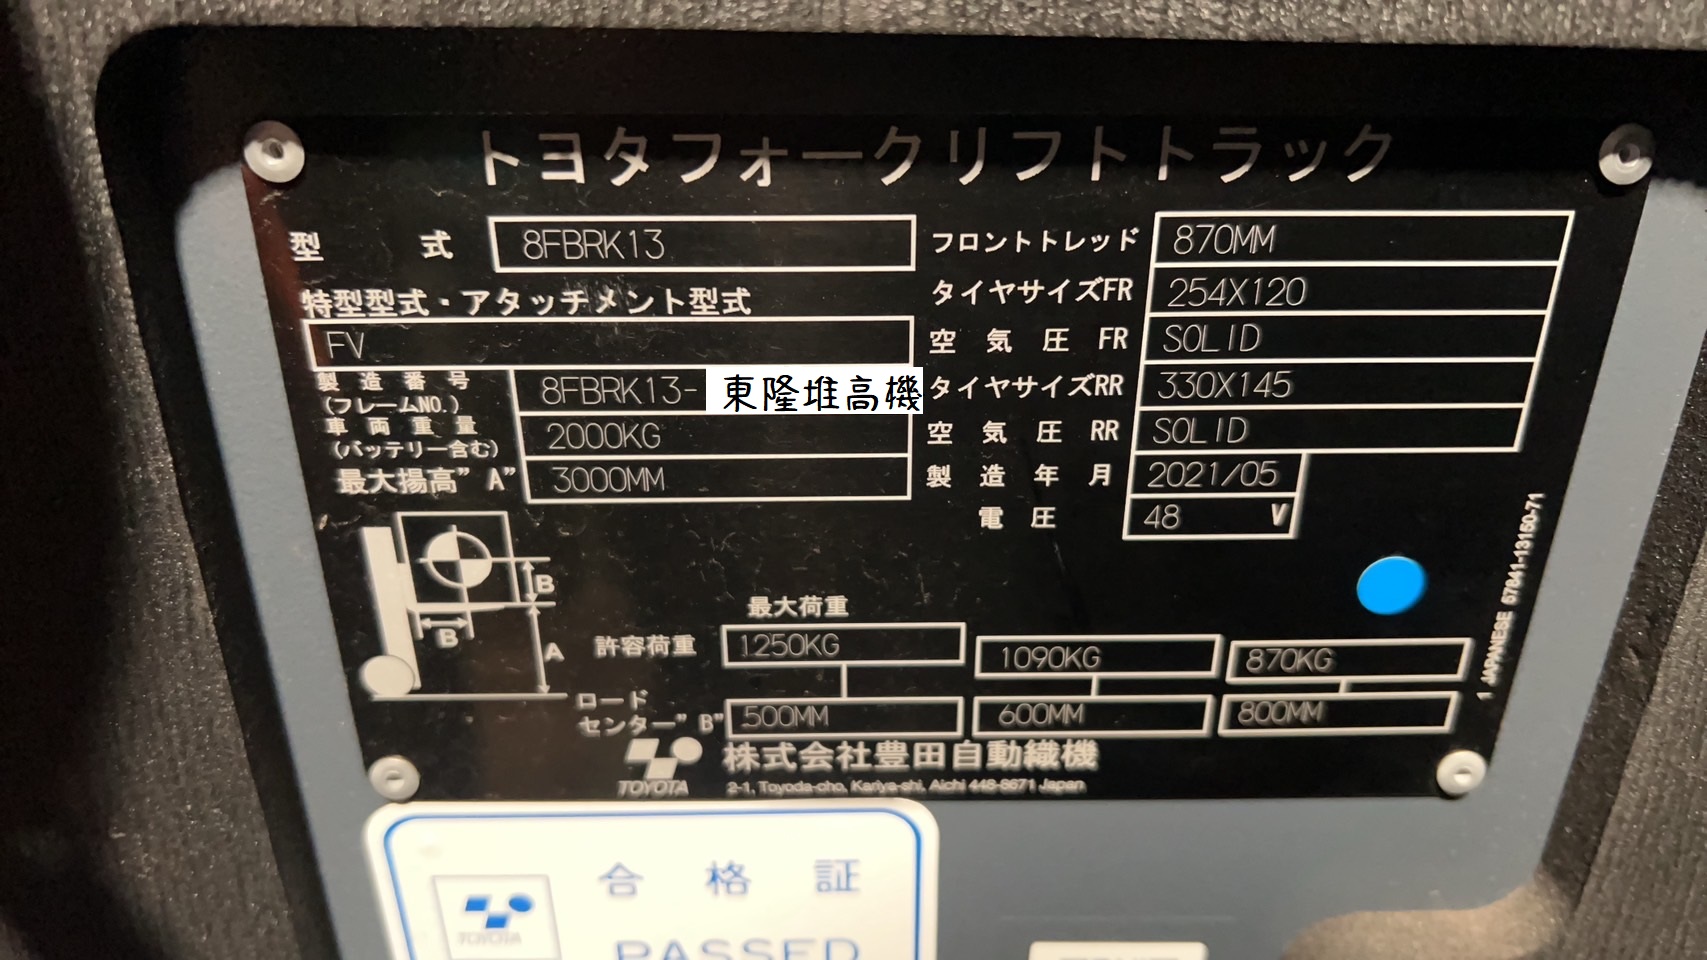 トヨタフォークリフトトラック
型式 8FBRK13
特型型式・アタッチメント型式
FV
製造番号
(フレームNO.) 8FBRK13- 東隆堆高機
車両重量
(バッテリー含む) 2000KG
最大揚高"A" 3000MM
フロントトレッド 870MM
タイヤサイズFR 254X120
空気圧 FR SOLID
タイヤサイズRR 330X145
空気圧 RR SOLID
製造年月 2021/05
電圧 48 V
B
B
A
最大荷重
許容荷重 1250KG 1090KG 870KG
ロード
センター"B" 500MM 600MM 800MM
TOYOTA
株式会社豊田自動織機
2-1, Toyoda-cho, Kariya-shi, Aichi 448-8671 Japan
1 JAPANESE 67841-13160-71
合格証
TOYOTA
PASSED